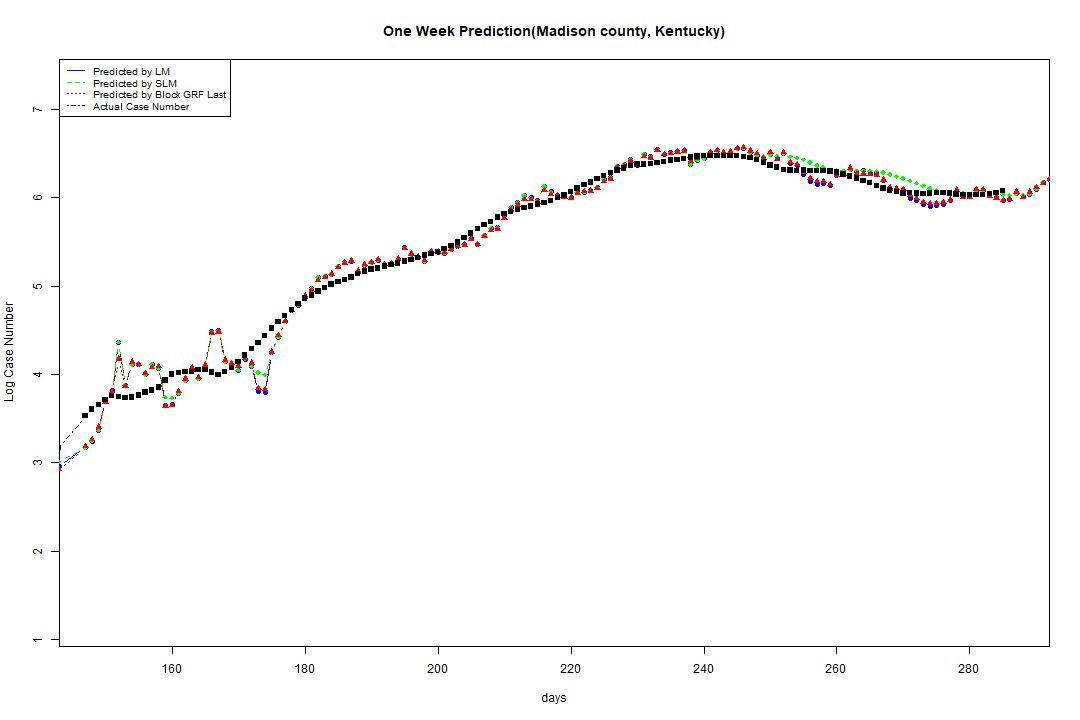 One Week Prediction(Madison county, Kentucky)
Predicted by LM
Predicted by SLM
Predicted by Block GRF Last
Actual Case Number
7
6
5
4
3
2
1
Log Case Number
160 180 200 220 240 260 280
days